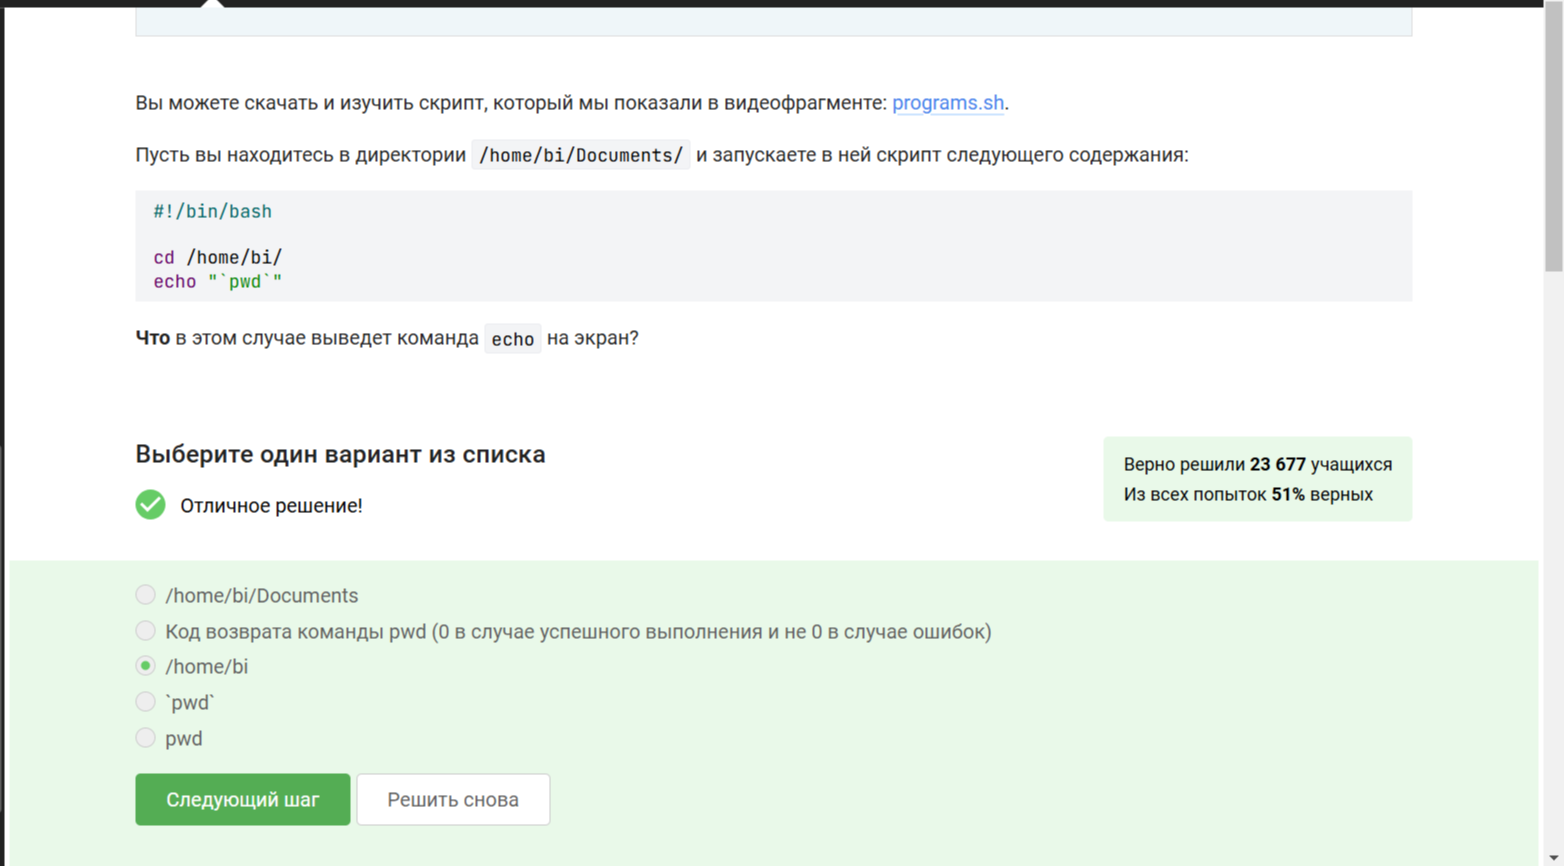 Вы можете скачать и изучить скрипт, который мы показали в видеофрагменте: programs.sh.
Пусть вы находитесь в директории /home/bi/Documents/ и запускаете в ней скрипт следующего содержания:
#!/bin/bash
cd /home/bi/
echo "`pwd`"
Что в этом случае выведет команда echo на экран?
Выберите один вариант из списка
Отличное решение!
Верно решили 23 677 учащихся
Из всех попыток 51% верных
/home/bi/Documents
Код возврата команды pwd (0 в случае успешного выполнения и не 0 в случае ошибок)
/home/bi
`pwd`
pwd
Следующий шаг
Решить снова